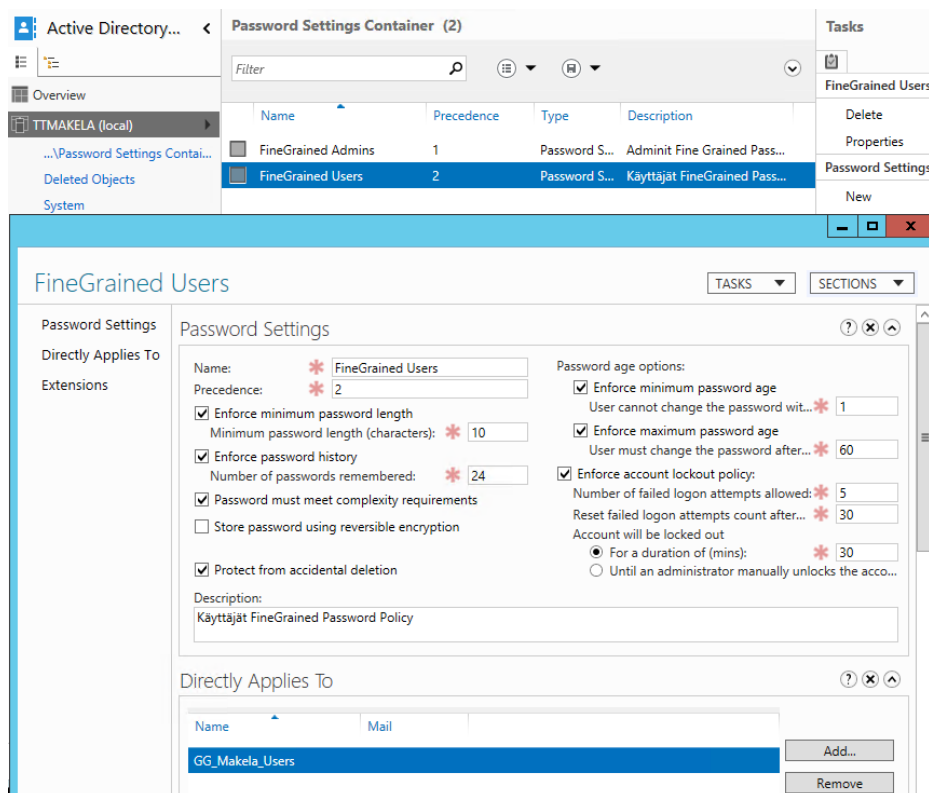 Active Directory...
Password Settings Container (2)
Tasks
Filter
Overview
TTMAKELA (local)
...\Password Settings Contai...
Deleted Objects
System
Name Precedence Type Description
FineGrained Admins 1 Password S... Adminit Fine Grained Pass...
FineGrained Users 2 Password S... Käyttäjät FineGrained Pass...
FineGrained Users
Delete
Properties
Password Settings
New
FineGrained Users
TASKS
SECTIONS
Password Settings
Directly Applies To
Extensions
Password Settings
Name: FineGrained Users
Precedence: 2
Enforce minimum password length
Minimum password length (characters): 10
Enforce password history
Number of passwords remembered: 24
Password must meet complexity requirements
Store password using reversible encryption
Protect from accidental deletion
Password age options:
Enforce minimum password age
User cannot change the password wit... 1
Enforce maximum password age
User must change the password after... 60
Enforce account lockout policy:
Number of failed logon attempts allowed: 5
Reset failed logon attempts count after... 30
Account will be locked out
For a duration of (mins): 30
Until an administrator manually unlocks the acco...
Description:
Käyttäjät FineGrained Password Policy
Directly Applies To
Name Mail
GG_Makela_Users
Add...
Remove